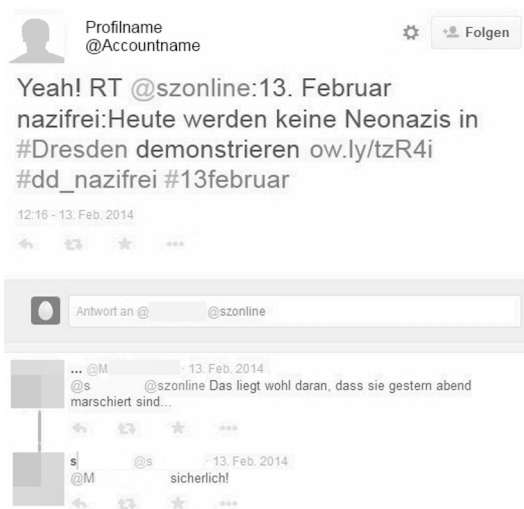 Profilname
@Accountname
Folgen
Yeah! RT @szonline:13. Februar
nazifrei:Heute werden keine Neonazis in
#Dresden demonstrieren ow.ly/tzR4i
#dd_nazifrei #13februar
12:16 - 13. Feb. 2014
Antwort an @ @szonline
... @M · 13. Feb. 2014
@s @szonline Das liegt wohl daran, dass sie gestern abend
marschiert sind...
s @s · 13. Feb. 2014
@M sicherlich!